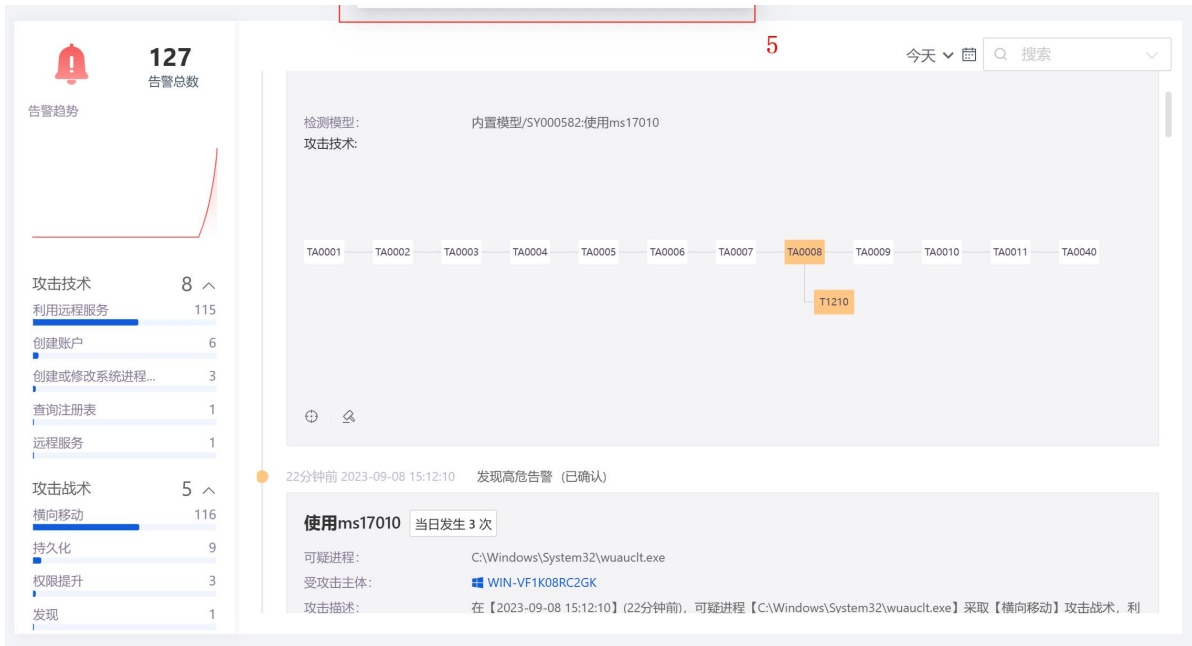 5
127
告警总数
告警趋势
攻击技术 8
利用远程服务 115
创建账户 6
创建或修改系统进程... 3
查询注册表 1
远程服务 1
攻击战术 5
横向移动 116
持久化 9
权限提升 3
发现 1
今天 搜索
检测模型: 内置模型/SY000582:使用ms17010
攻击技术:
TA0001 TA0002 TA0003 TA0004 TA0005 TA0006 TA0007 TA0008 TA0009 TA0010 TA0011 TA0040
T1210
22分钟前 2023-09-08 15:12:10 发现高危告警 (已确认)
使用ms17010 当日发生 3 次
可疑进程: C:\Windows\System32\wuauclt.exe
受攻击主体: WIN-VF1K08RC2GK
攻击描述: 在【2023-09-08 15:12:10】(22分钟前),可疑进程【C:\Windows\System32\wuauclt.exe】采取【横向移动】攻击战术,利